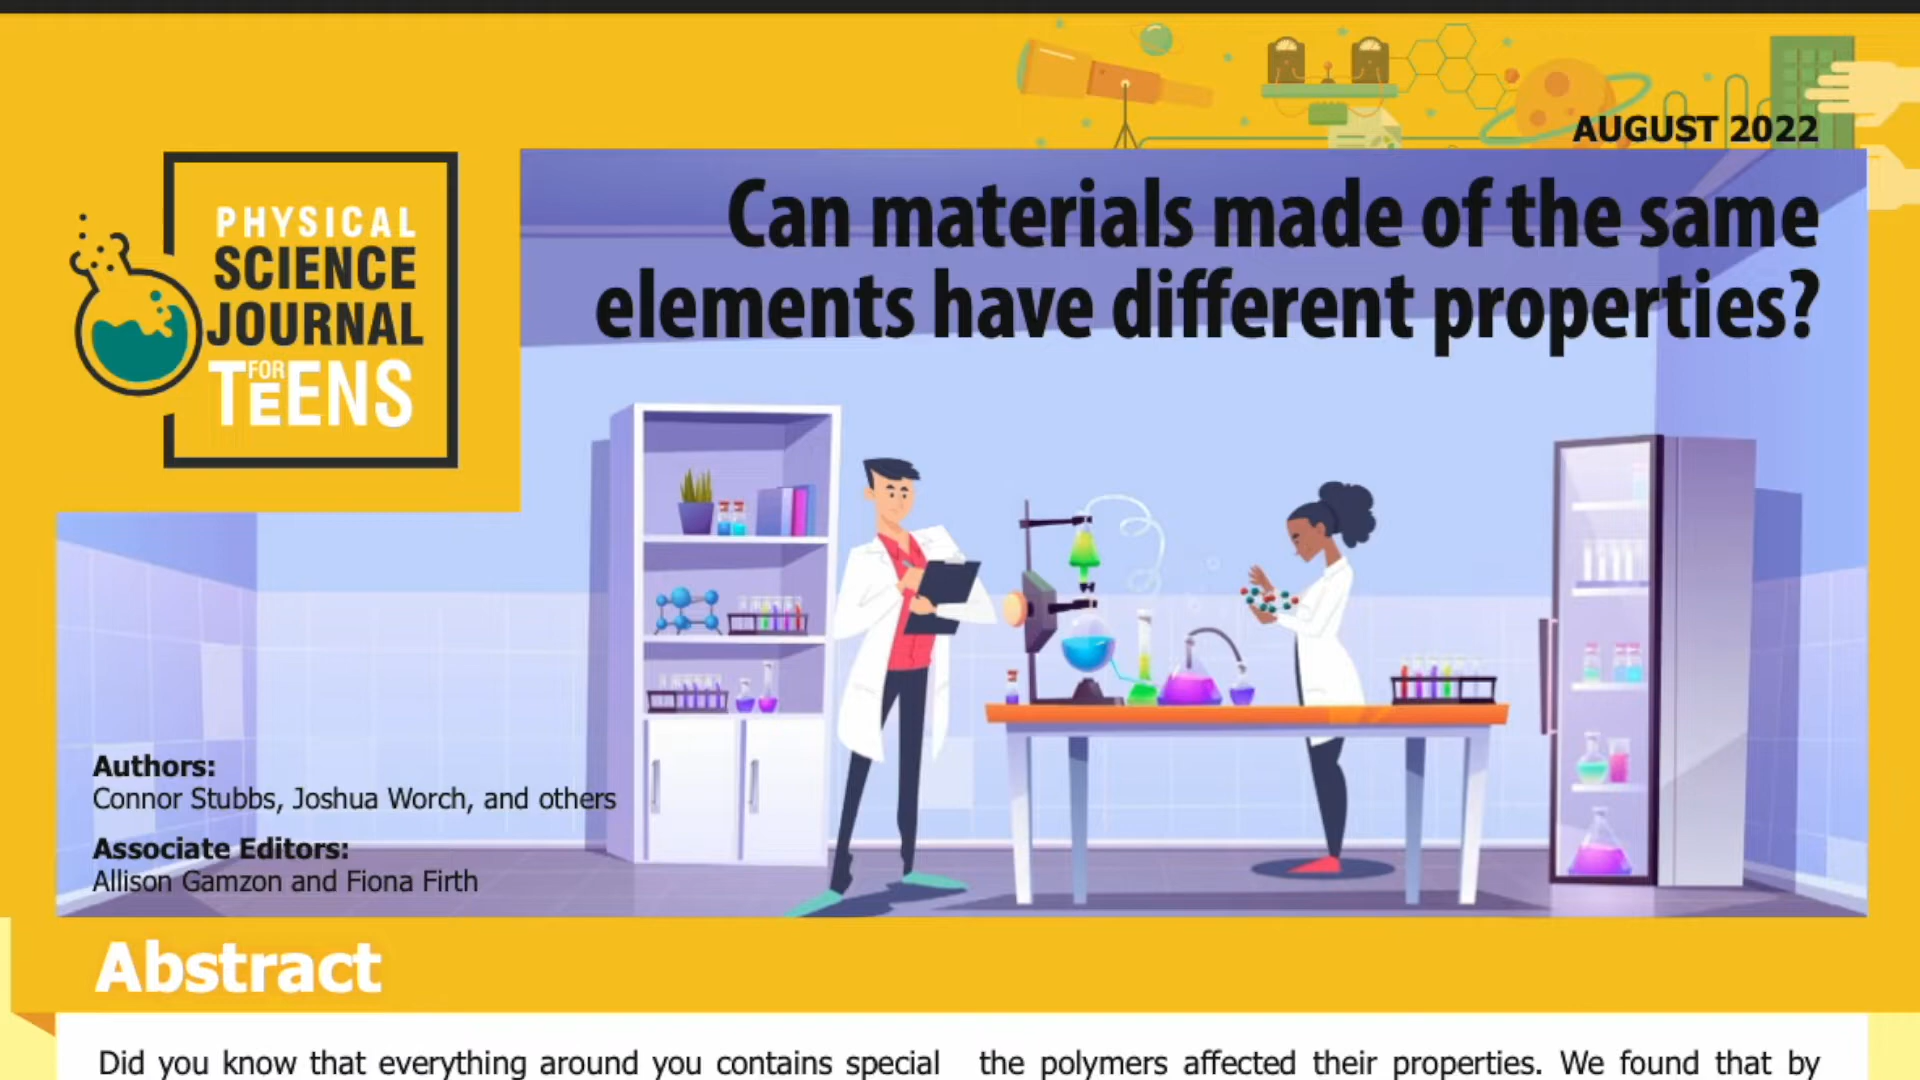 AUGUST 2022
PHYSICAL
SCIENCE
JOURNAL
FOR
TEENS
Can materials made of the same
elements have different properties?
Authors:
Connor Stubbs, Joshua Worch, and others
Associate Editors:
Allison Gamzon and Fiona Firth
Abstract
Did you know that everything around you contains special
the polymers affected their properties. We found that by